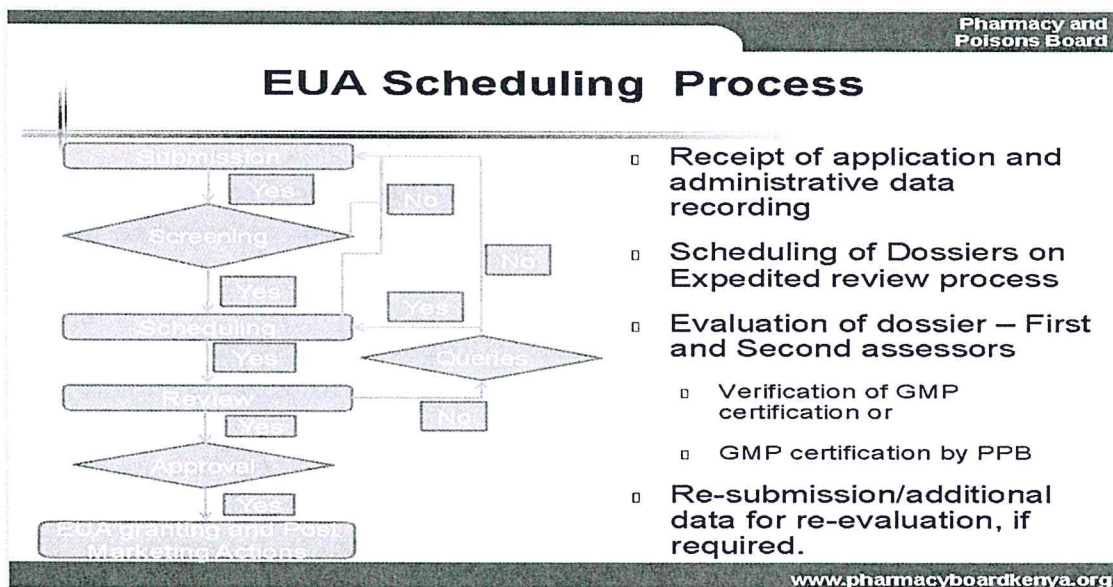 Pharmacy and
Poisons Board
EUA Scheduling Process
Submission
Yes
No
Screening
No
Yes
Yes
Scheduling
Yes
Queries
Review
No
Yes
Approval
Yes
EUA granting and Post
Marketing Actions
Receipt of application and
administrative data
recording
Scheduling of Dossiers on
Expedited review process
Evaluation of dossier – First
and Second assessors
Verification of GMP
certification or
GMP certification by PPB
Re-submission/additional
data for re-evaluation, if
required.
www.pharmacyboardkenya.org